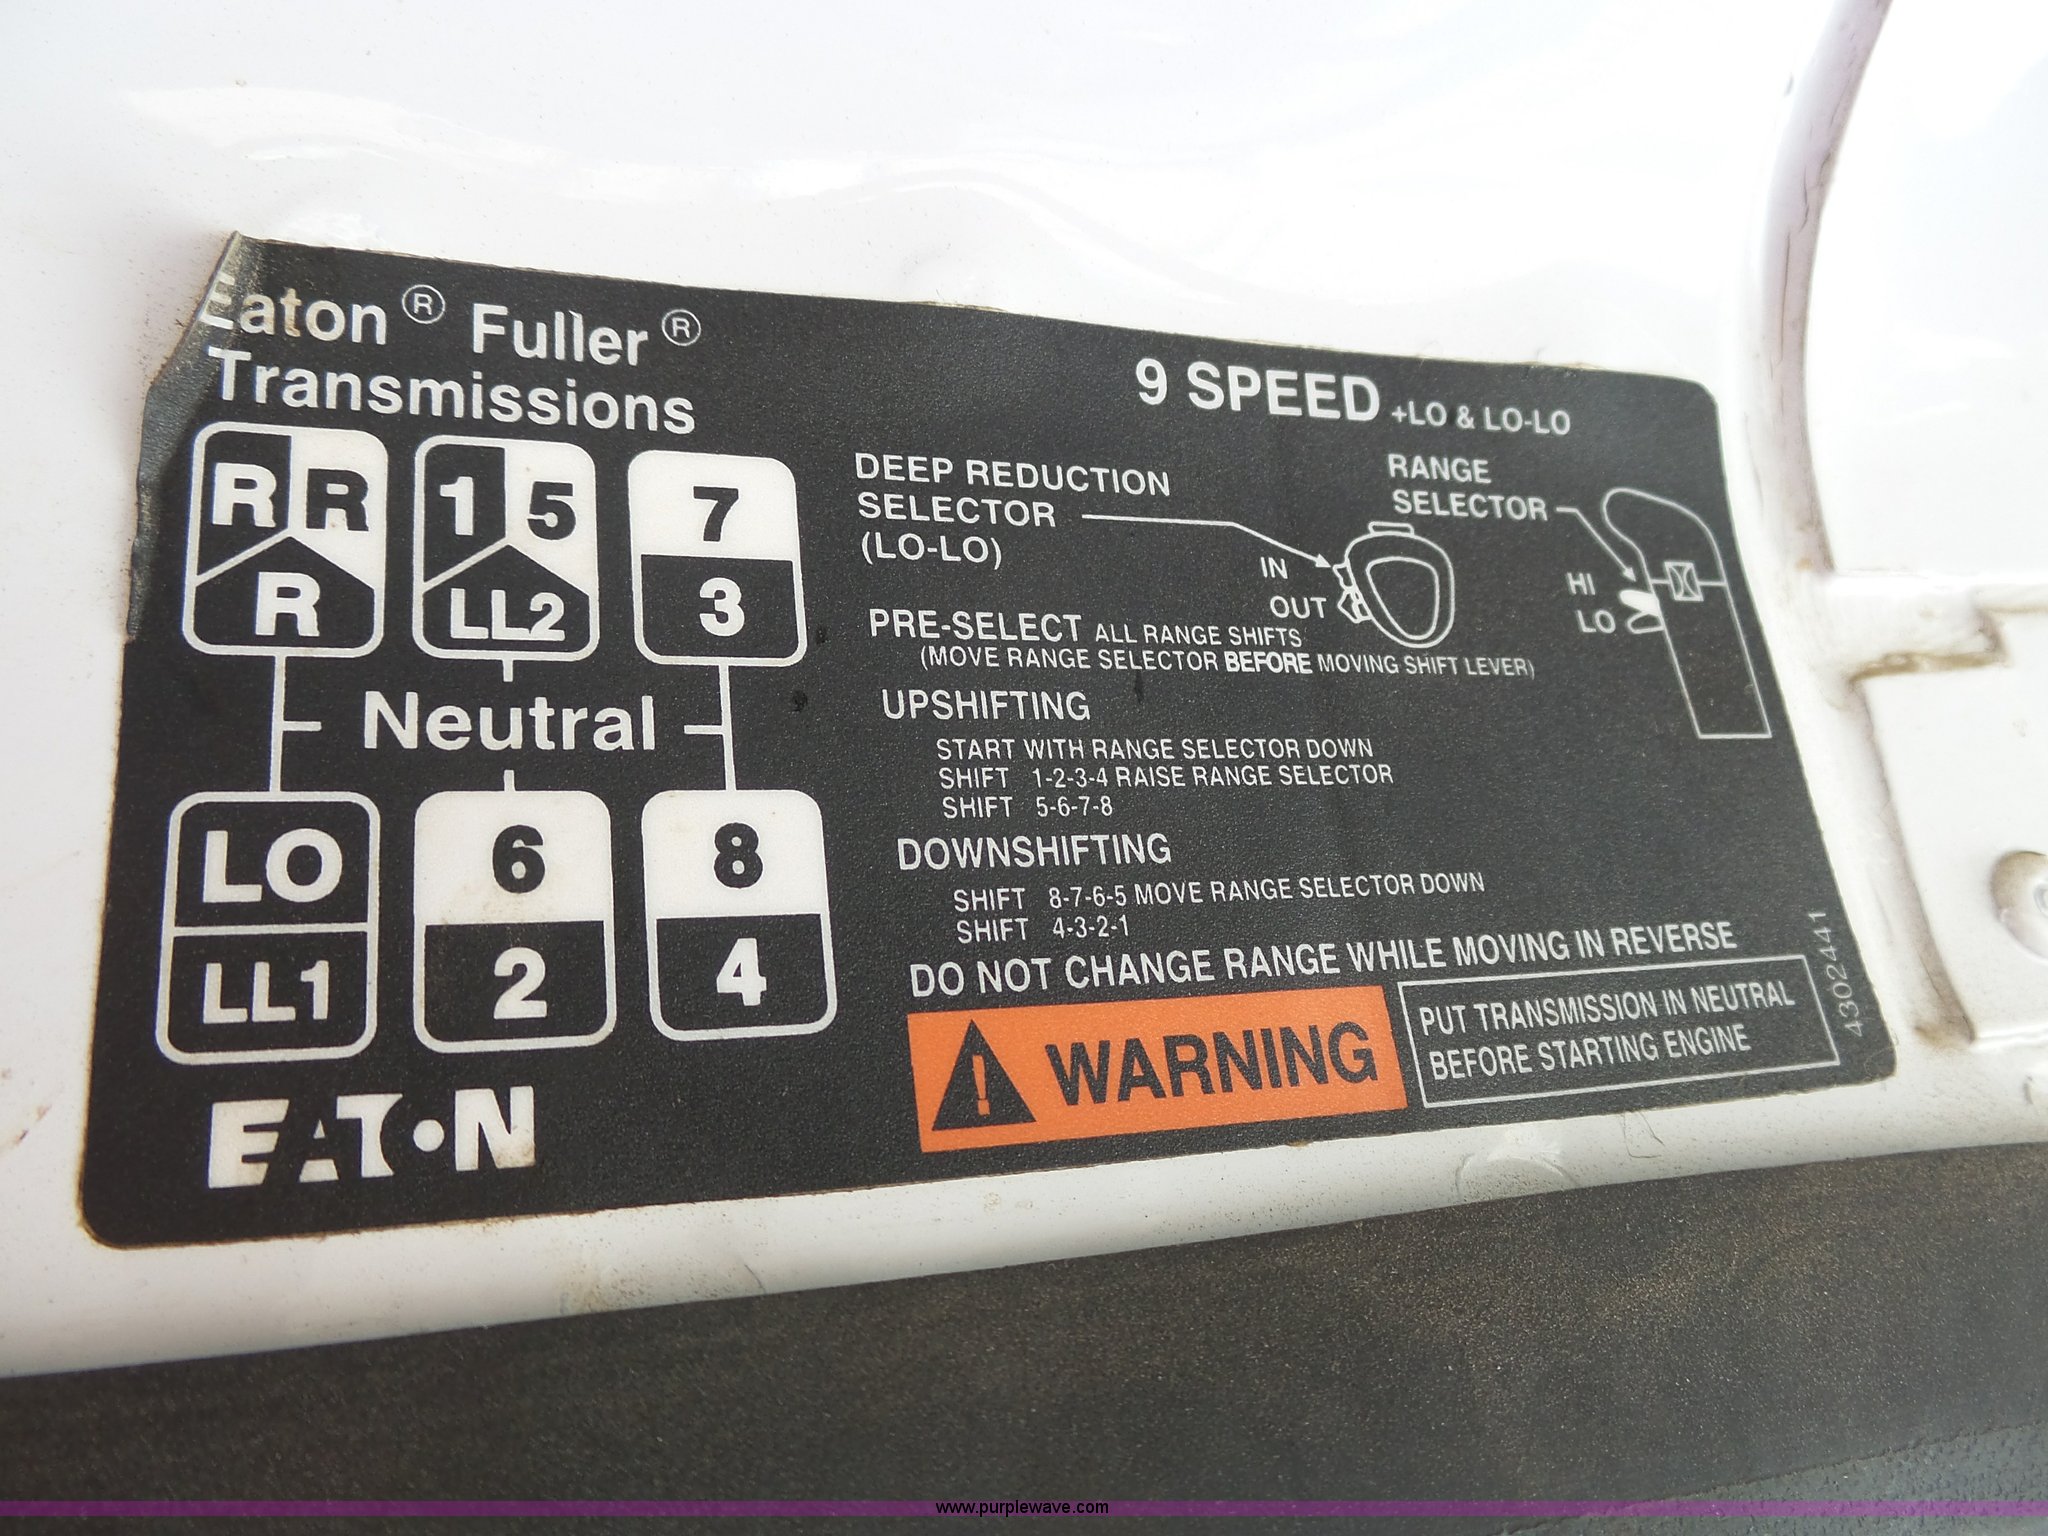 Eaton® Fuller®
Transmissions
9 SPEED +LO & LO-LO
R R
R
1 5
LL2
7
3
Neutral
LO
LL1
6
2
8
4
EATON
DEEP REDUCTION
SELECTOR
(LO-LO)
IN
OUT
RANGE
SELECTOR
HI
LO
PRE-SELECT ALL RANGE SHIFTS
(MOVE RANGE SELECTOR BEFORE MOVING SHIFT LEVER)
UPSHIFTING
START WITH RANGE SELECTOR DOWN
SHIFT 1-2-3-4 RAISE RANGE SELECTOR
SHIFT 5-6-7-8
DOWNSHIFTING
SHIFT 8-7-6-5 MOVE RANGE SELECTOR DOWN
SHIFT 4-3-2-1
DO NOT CHANGE RANGE WHILE MOVING IN REVERSE
! WARNING
PUT TRANSMISSION IN NEUTRAL
BEFORE STARTING ENGINE
4302441
www.purplewave.com